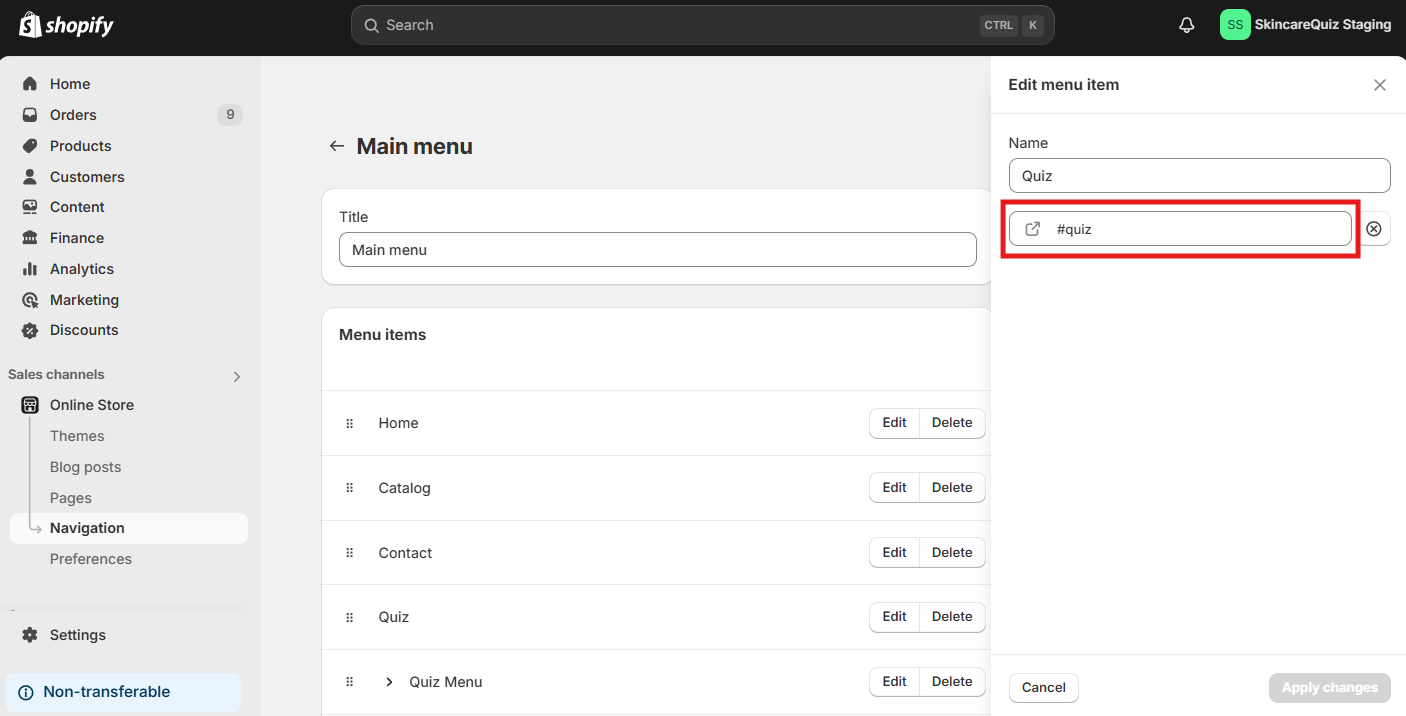 shopify
Search
CTRL K
SS SkincareQuiz Staging
Home
Orders 9
Products
Customers
Content
Finance
Analytics
Marketing
Discounts
Sales channels
Online Store
Themes
Blog posts
Pages
Navigation
Preferences
Settings
Non-transferable
Main menu
Title
Main menu
Menu items
Home Edit Delete
Catalog Edit Delete
Contact Edit Delete
Quiz Edit Delete
Quiz Menu Edit Delete
Edit menu item
Name
Quiz
#quiz
Cancel Apply changes